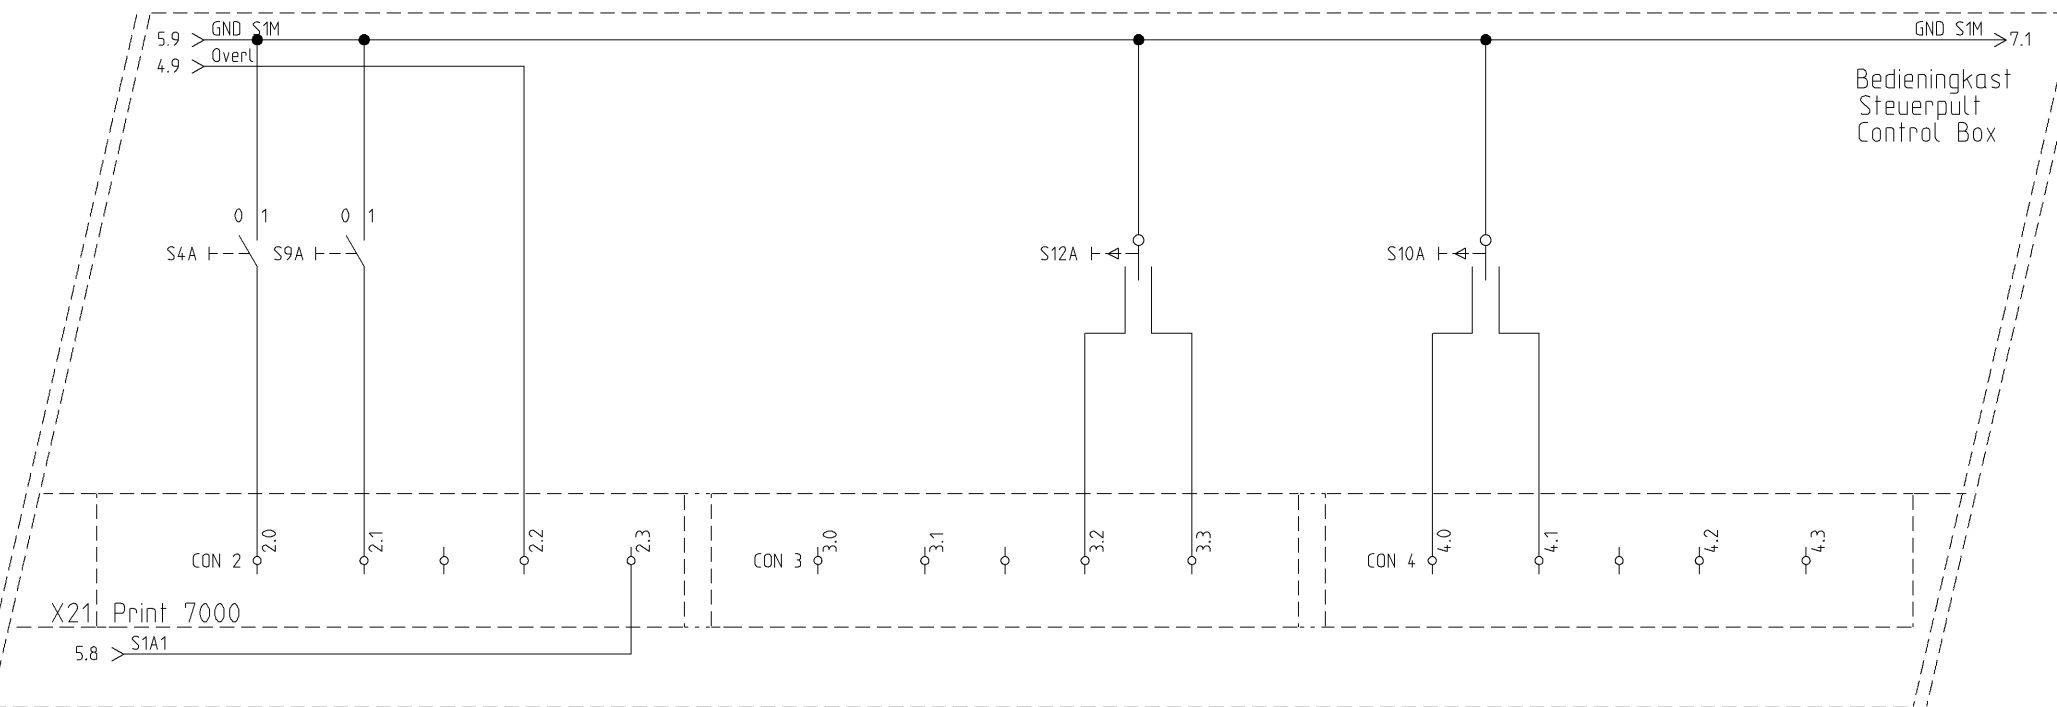 5.9 GND S1M
GND S1M 7.1
4.9 Overl
Bedieningkast
Steuerpult
Control Box
0 1
0 1
S4A
S9A
S12A
S10A
CON 2 2.0 2.1 2.2 2.3
CON 3 3.0 3.1 3.2 3.3
CON 4 4.0 4.1 4.2 4.3
X21 Print 7000
5.8 S1A1